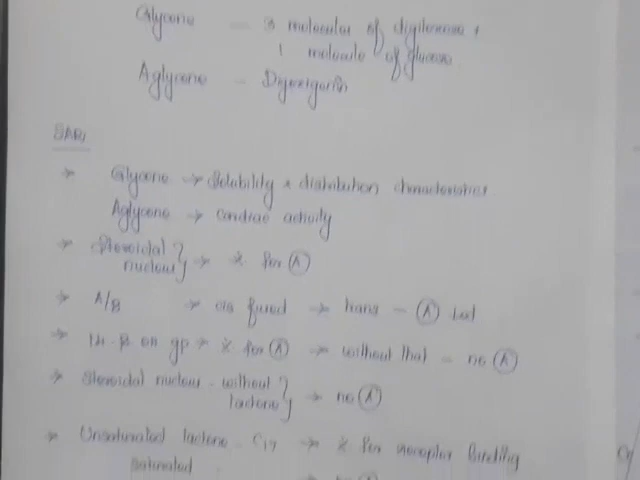 Glycone — 3 molecules of digitoxose +
1 molecule of glucose
Aglycone — Digoxigenin
SAR:
→ Glycone → Solubility & distribution characteristics
Aglycone → cardiac activity
→ Steroidal nucleus } → * for (A)
→ A/B → cis fused → trans — (A) lost
→ 14-β OH gp → * for (A) → without that — no (A)
→ Steroidal nucleus - without lactone } → no (A)
→ Unsaturated lactone - C17 → * for receptor binding
saturated